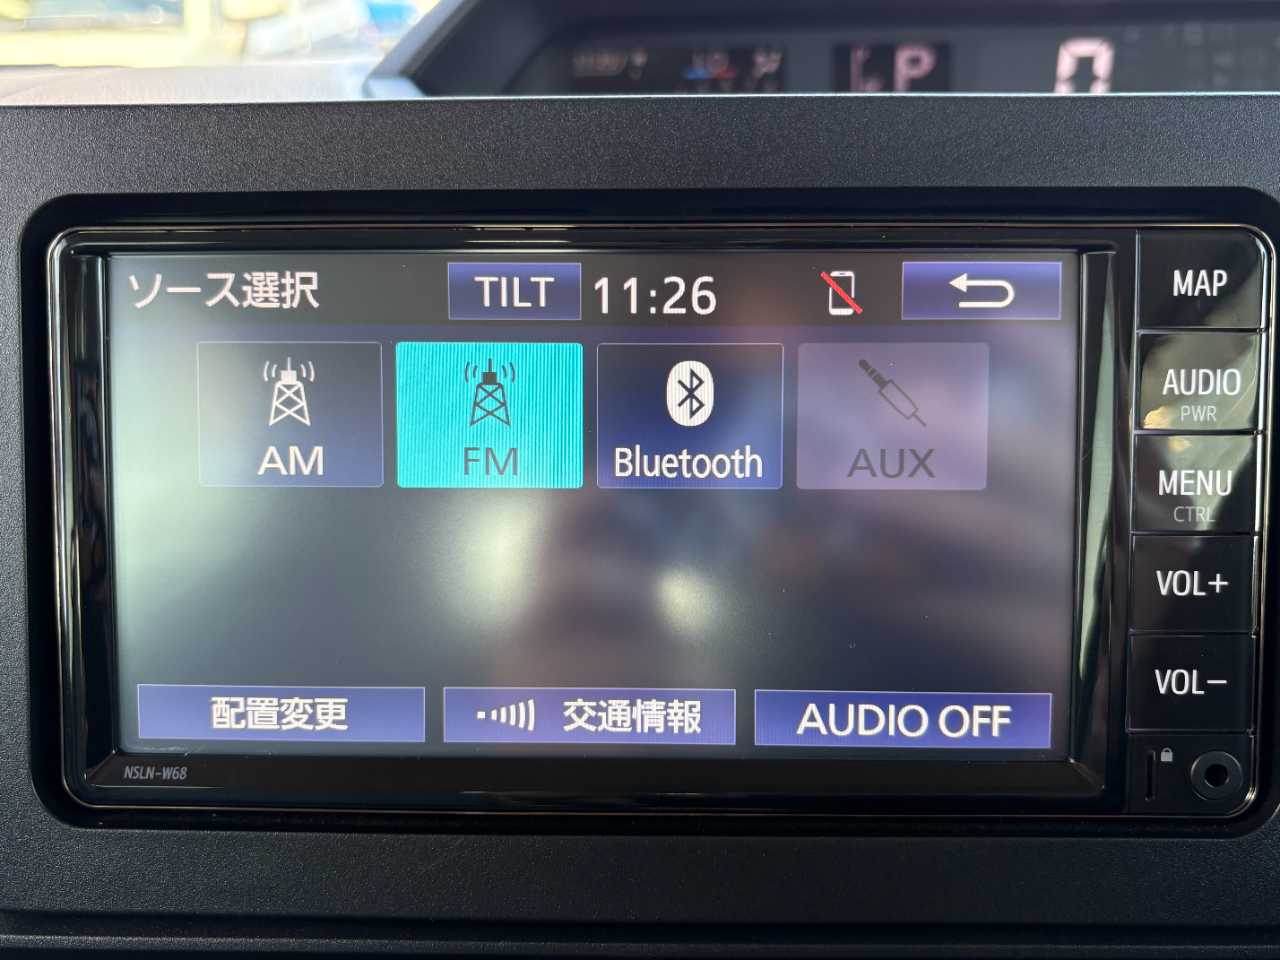 P
0
ソース選択
TILT
11:26
AM
FM
Bluetooth
AUX
配置変更
交通情報
AUDIO OFF
NSLN-W68
MAP
AUDIO
PWR
MENU
CTRL
VOL+
VOL−